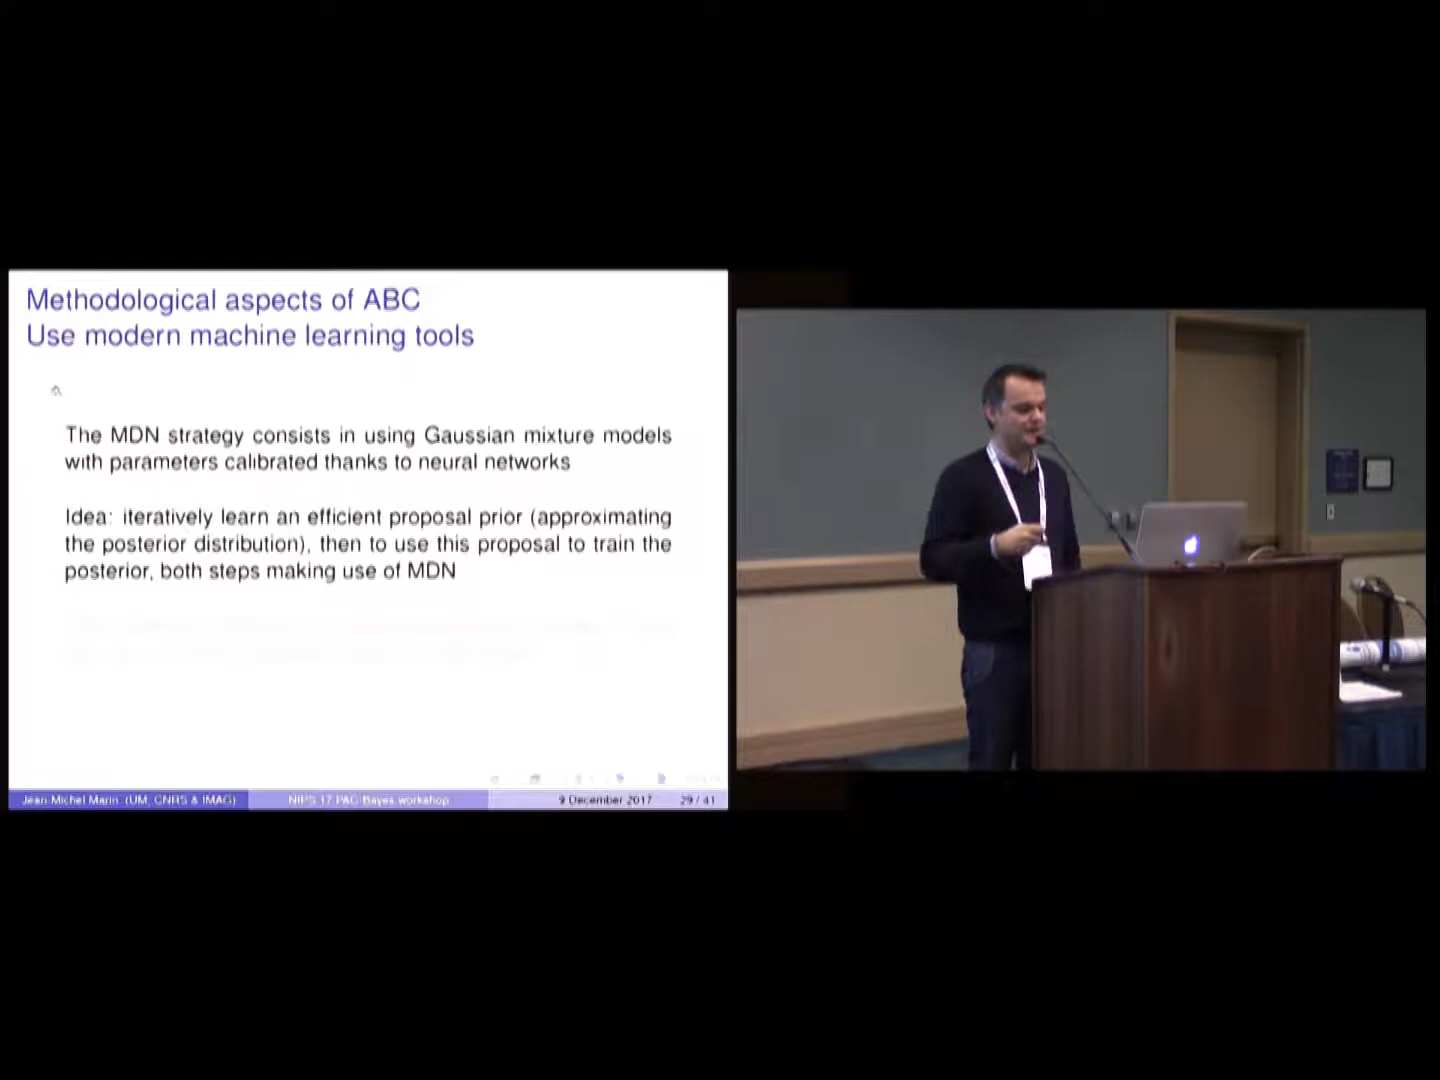 Methodological aspects of ABC
Use modern machine learning tools
The MDN strategy consists in using Gaussian mixture models
with parameters calibrated thanks to neural networks
Idea: iteratively learn an efficient proposal prior (approximating
the posterior distribution), then to use this proposal to train the
posterior, both steps making use of MDN
Jean-Michel Marin (UM, CNRS & IMAG)
NIPS 17 PAC-Bayes workshop
9 December 2017
29 / 41